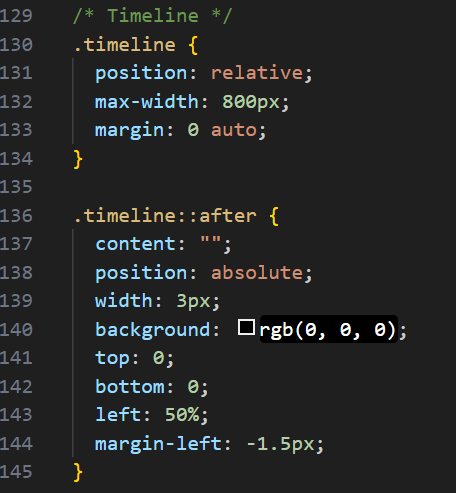 129 /* Timeline */
130 .timeline {
131 position: relative;
132 max-width: 800px;
133 margin: 0 auto;
134 }
135
136 .timeline::after {
137 content: "";
138 position: absolute;
139 width: 3px;
140 background: rgb(0, 0, 0);
141 top: 0;
142 bottom: 0;
143 left: 50%;
144 margin-left: -1.5px;
145 }